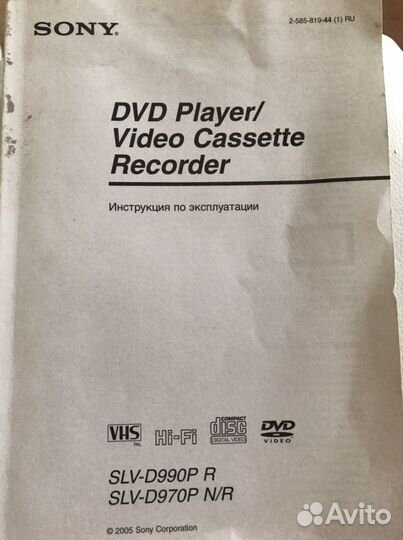 SONY®
2-585-819-44 (1) RU
DVD Player/
Video Cassette
Recorder
Инструкция по эксплуатации
VHS
PAL
Hi-Fi
COMPACT
disc
DIGITAL VIDEO
DVD
VIDEO
SLV-D990P R
SLV-D970P N/R
© 2005 Sony Corporation
Avito